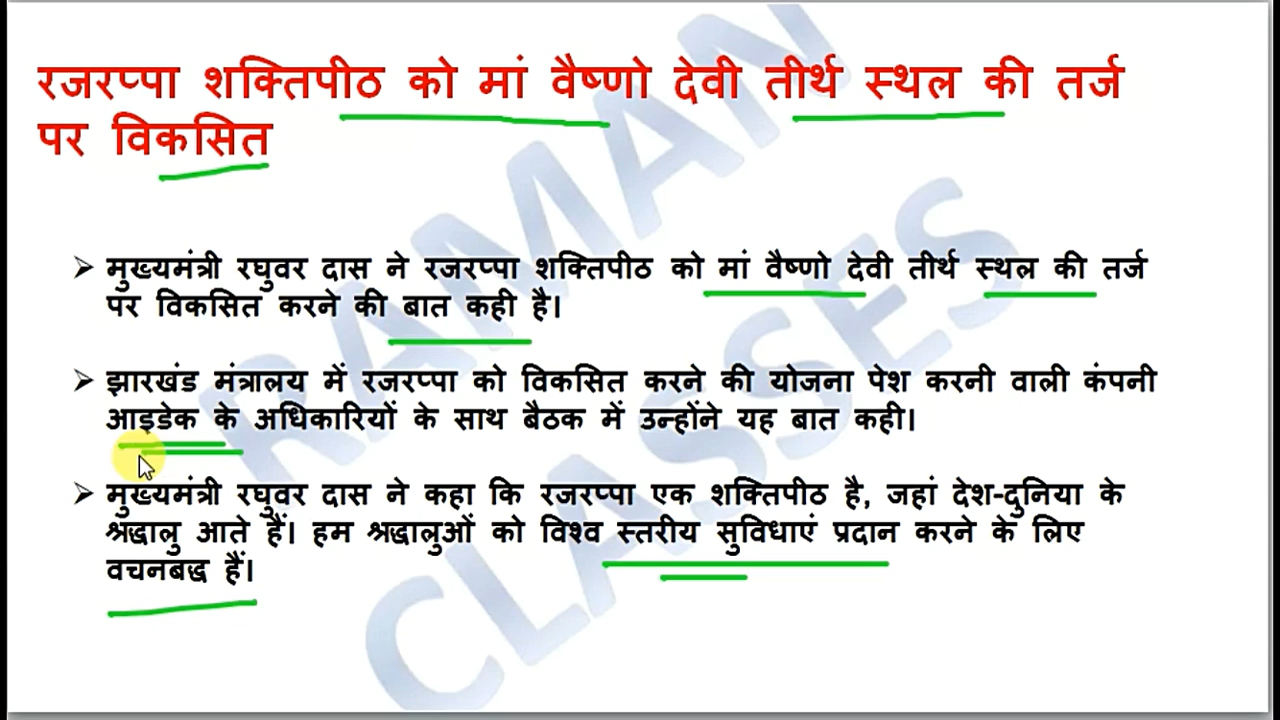 रजरप्पा शक्तिपीठ को मां वैष्णो देवी तीर्थ स्थल की तर्ज
पर विकसित
➢ मुख्यमंत्री रघुवर दास ने रजरप्पा शक्तिपीठ को मां वैष्णो देवी तीर्थ स्थल की तर्ज
पर विकसित करने की बात कही है।
➢ झारखंड मंत्रालय में रजरप्पा को विकसित करने की योजना पेश करनी वाली कंपनी
आइडेक के अधिकारियों के साथ बैठक में उन्होंने यह बात कही।
➢ मुख्यमंत्री रघुवर दास ने कहा कि रजरप्पा एक शक्तिपीठ है, जहां देश-दुनिया के
श्रद्धालु आते हैं। हम श्रद्धालुओं को विश्व स्तरीय सुविधाएं प्रदान करने के लिए
वचनबद्ध हैं।
RAMAN
CLASSES